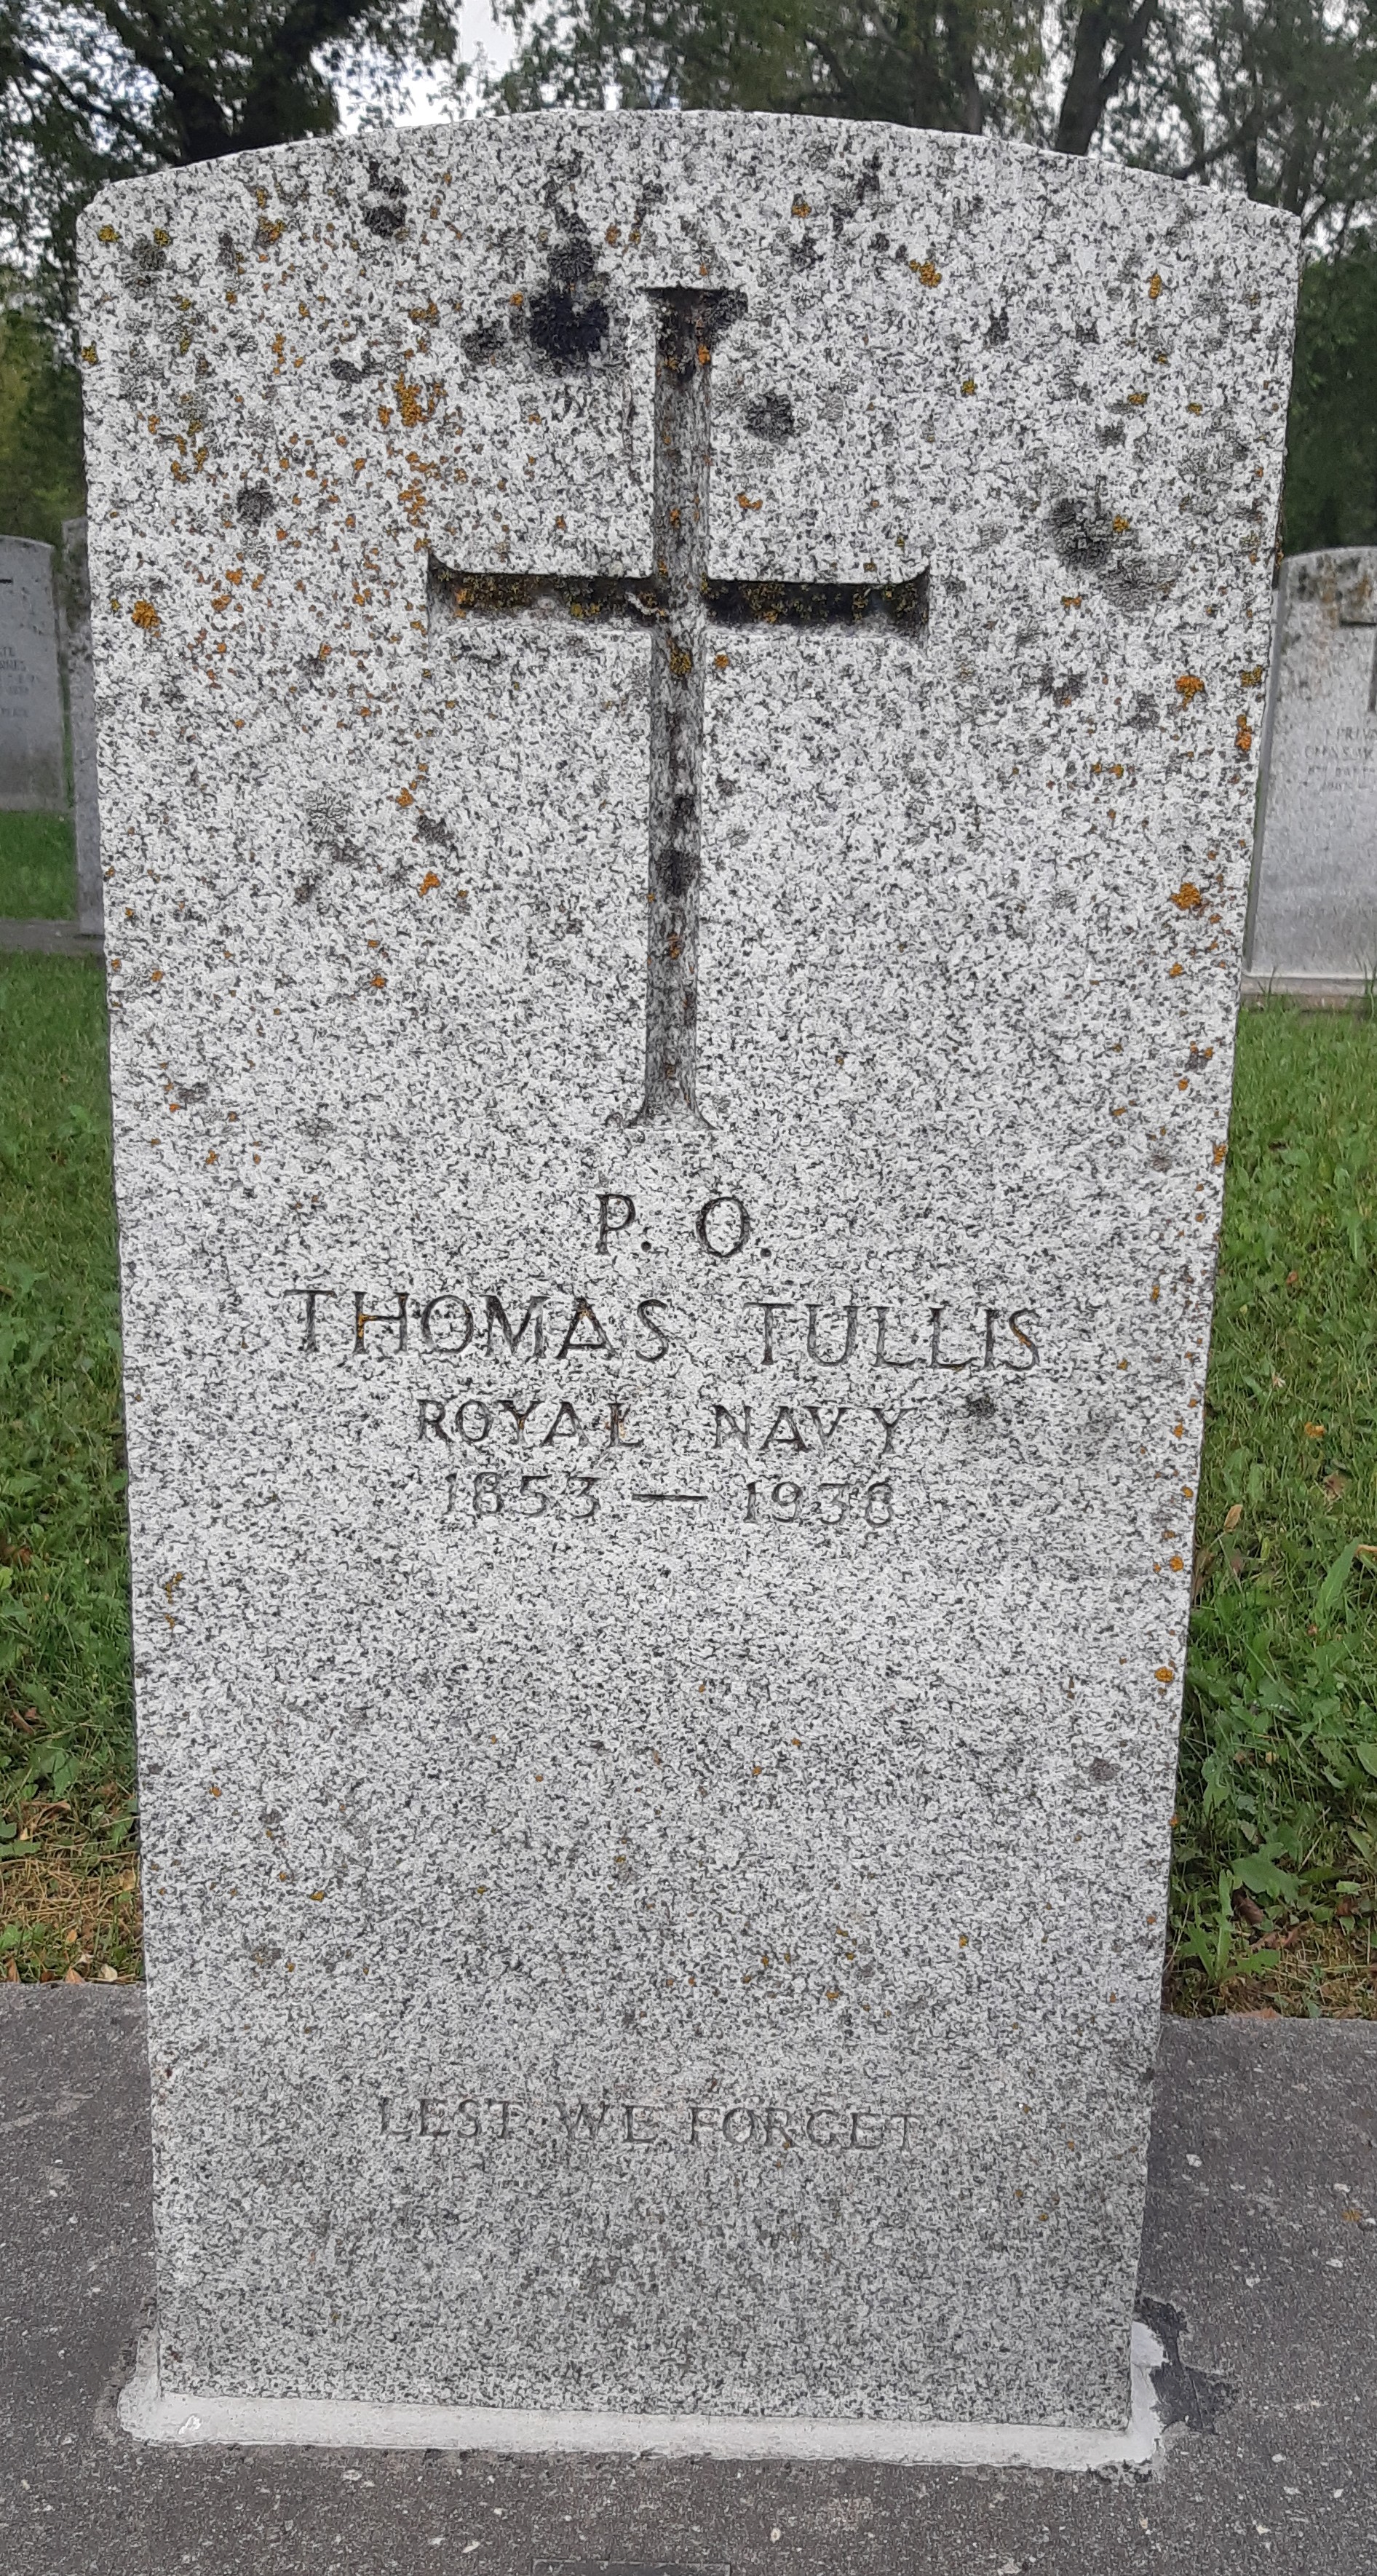 P. O.
THOMAS TULLIS
ROYAL NAVY
1853 — 1938
LEST WE FORGET